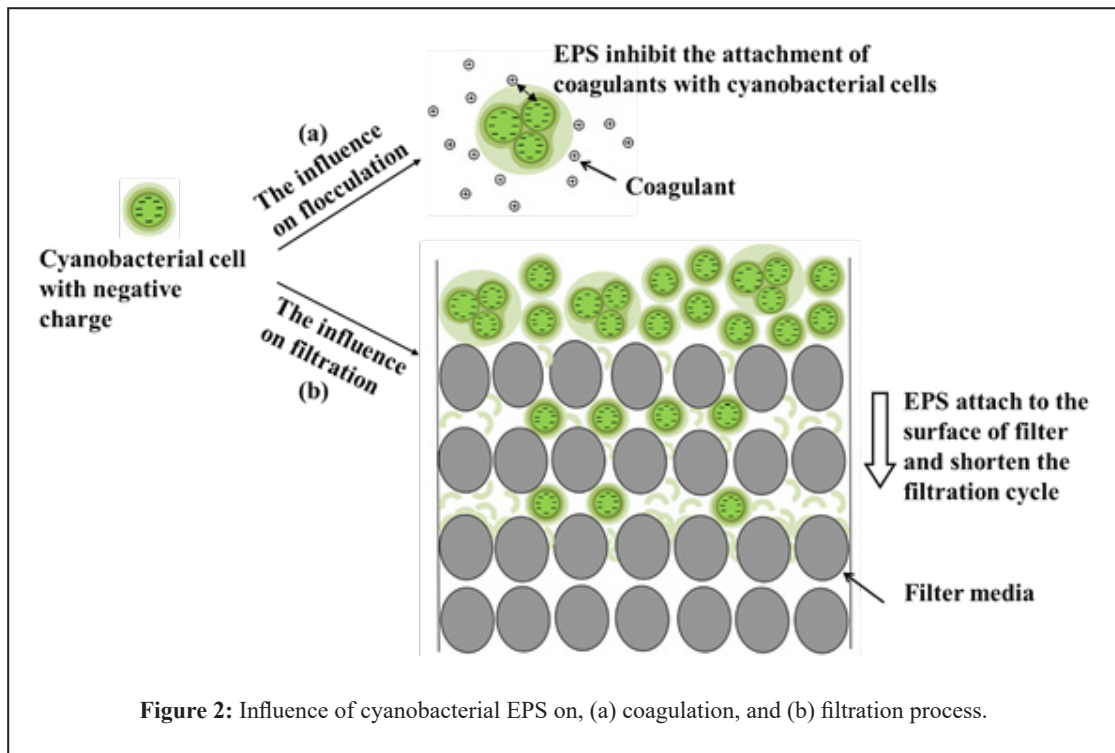 EPS inhibit the attachment of
coagulants with cyanobacterial cells
(a)
The influence
on flocculation
Coagulant
Cyanobacterial cell
with negative
charge
The influence
on filtration
(b)
EPS attach to the
surface of filter
and shorten the
filtration cycle
Filter media
Figure 2: Influence of cyanobacterial EPS on, (a) coagulation, and (b) filtration process.